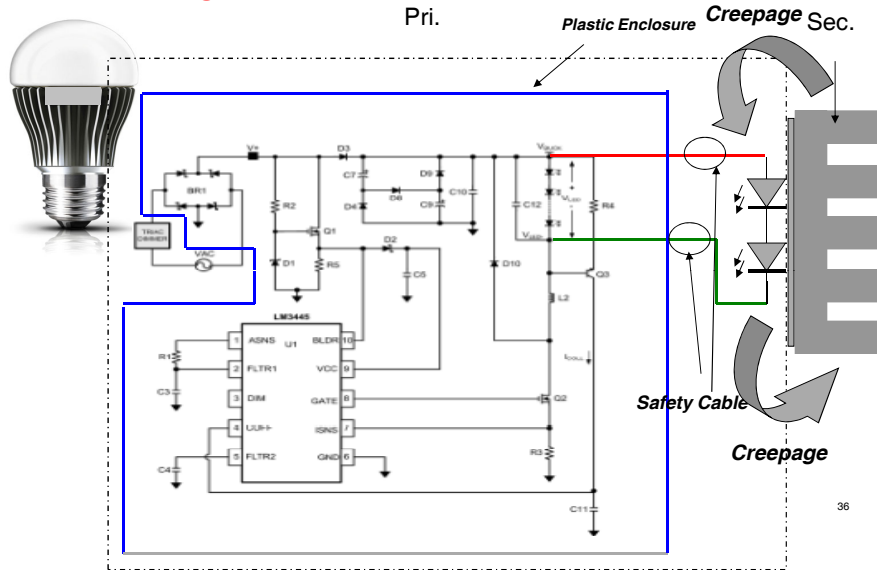 Pri.
Plastic Enclosure
Creepage
Sec.
V+
D3
BR1
R2
C7
D9
D4
D8
C9
C10
C12
R4
Q1
D1
R5
D2
C5
D10
Q3
TRIAC
DIMMER
VAC
L2
LM3445
U1
1 ASNS
BLDR 10
R1
2 FLTR1
VCC 9
C3
3 DIM
GATE 8
Q2
4
ISNS 7
5 FLTR2
GND 6
C4
R3
C11
Safety Cable
Creepage
36